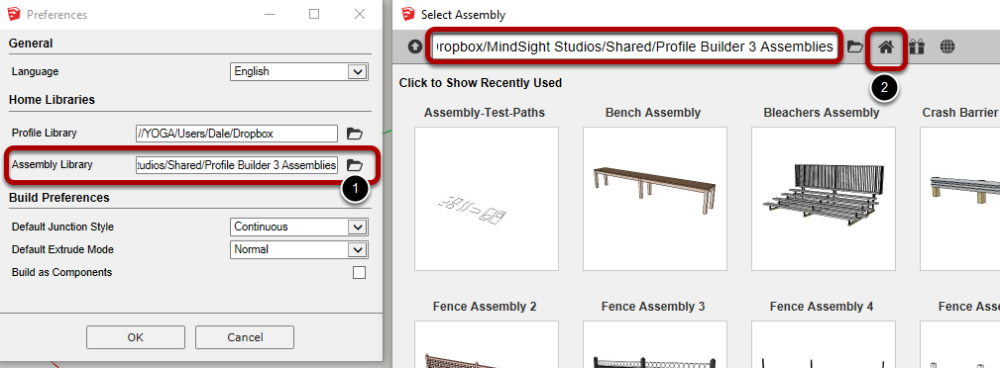 Preferences
General
Language English
Home Libraries
Profile Library //YOGA/Users/Dale/Dropbox
Assembly Library tudios/Shared/Profile Builder 3 Assemblies
1
Build Preferences
Default Junction Style Continuous
Default Extrude Mode Normal
Build as Components
OK Cancel
Select Assembly
ropbox/MindSight Studios/Shared/Profile Builder 3 Assemblies
2
Click to Show Recently Used
Assembly-Test-Paths Bench Assembly Bleachers Assembly Crash Barrier
Fence Assembly 2 Fence Assembly 3 Fence Assembly 4 Fence Asse